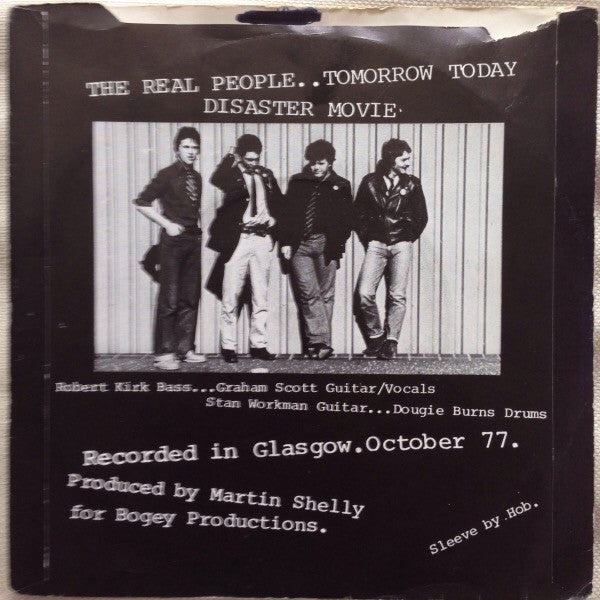 THE REAL PEOPLE..TOMORROW TODAY
DISASTER MOVIE.
Robert Kirk Bass...Graham Scott Guitar/Vocals
Stan Workman Guitar...Dougie Burns Drums
Recorded in Glasgow.October 77.
Produced by Martin Shelly
for Bogey Productions.
Sleeve by Hob.